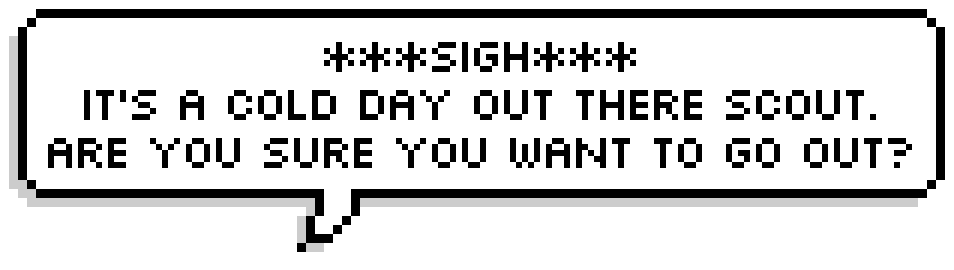 ***SIGH***
IT'S A COLD DAY OUT THERE SCOUT.
ARE YOU SURE YOU WANT TO GO OUT?